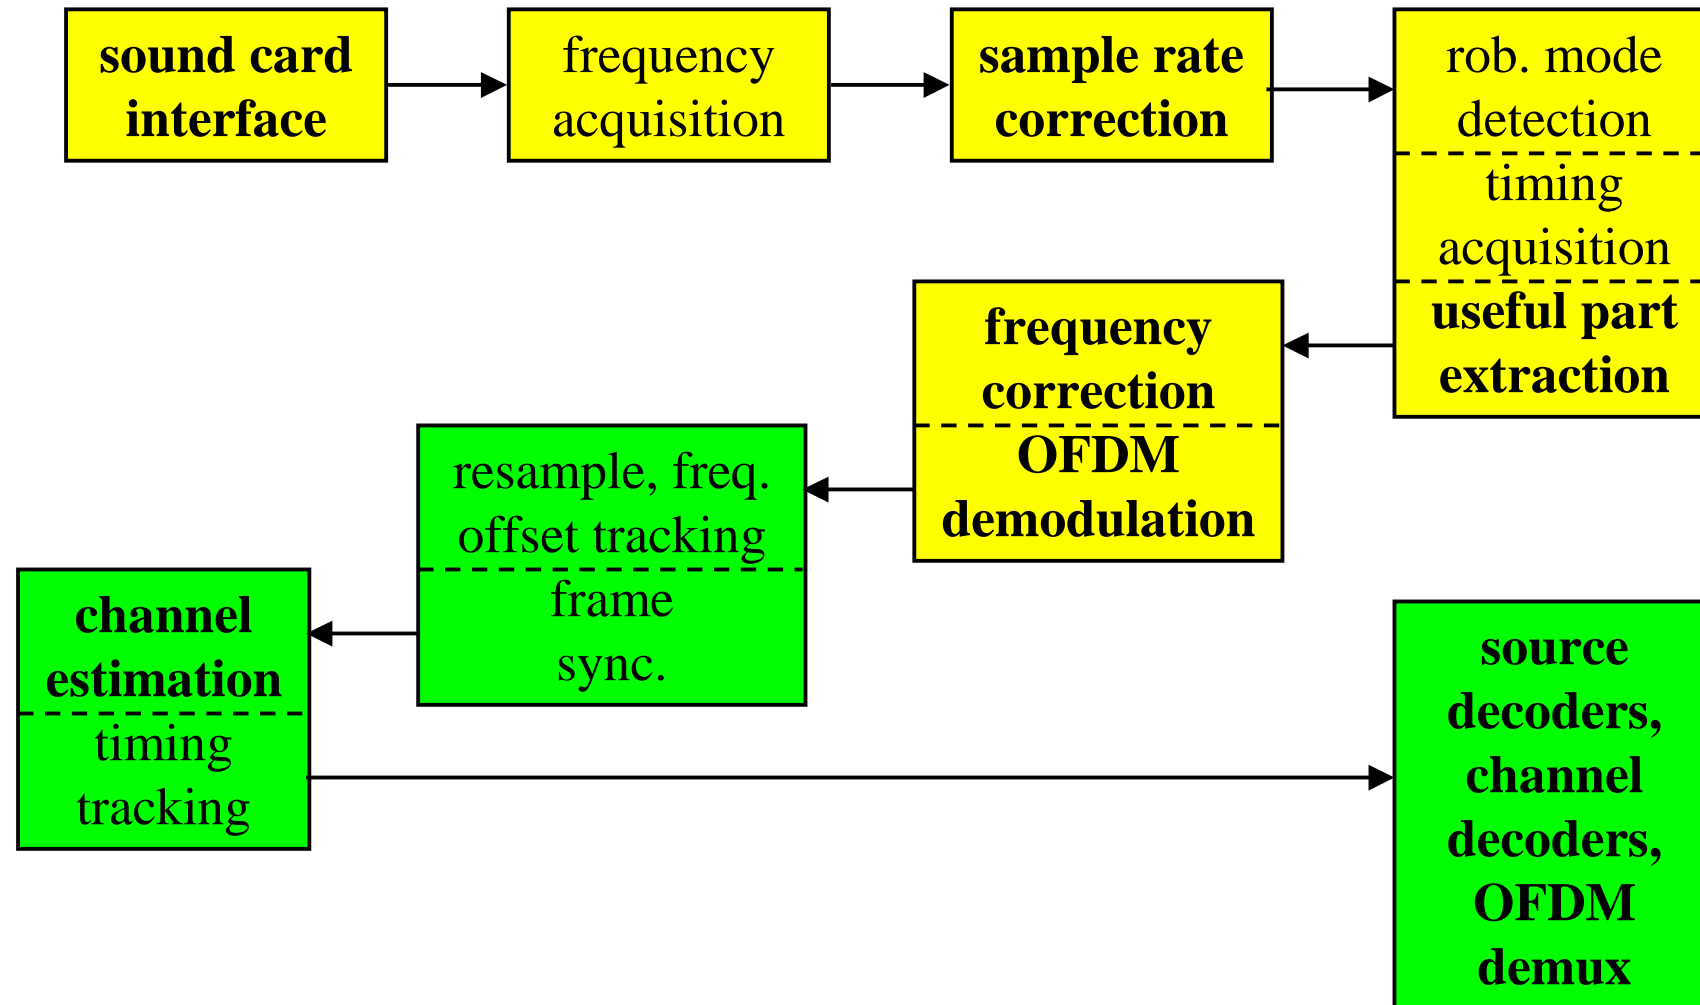 sound card
interface
frequency
acquisition
sample rate
correction
rob. mode
detection
timing
acquisition
useful part
extraction
frequency
correction
OFDM
demodulation
resample, freq.
offset tracking
frame
sync.
channel
estimation
timing
tracking
source
decoders,
channel
decoders,
OFDM
demux